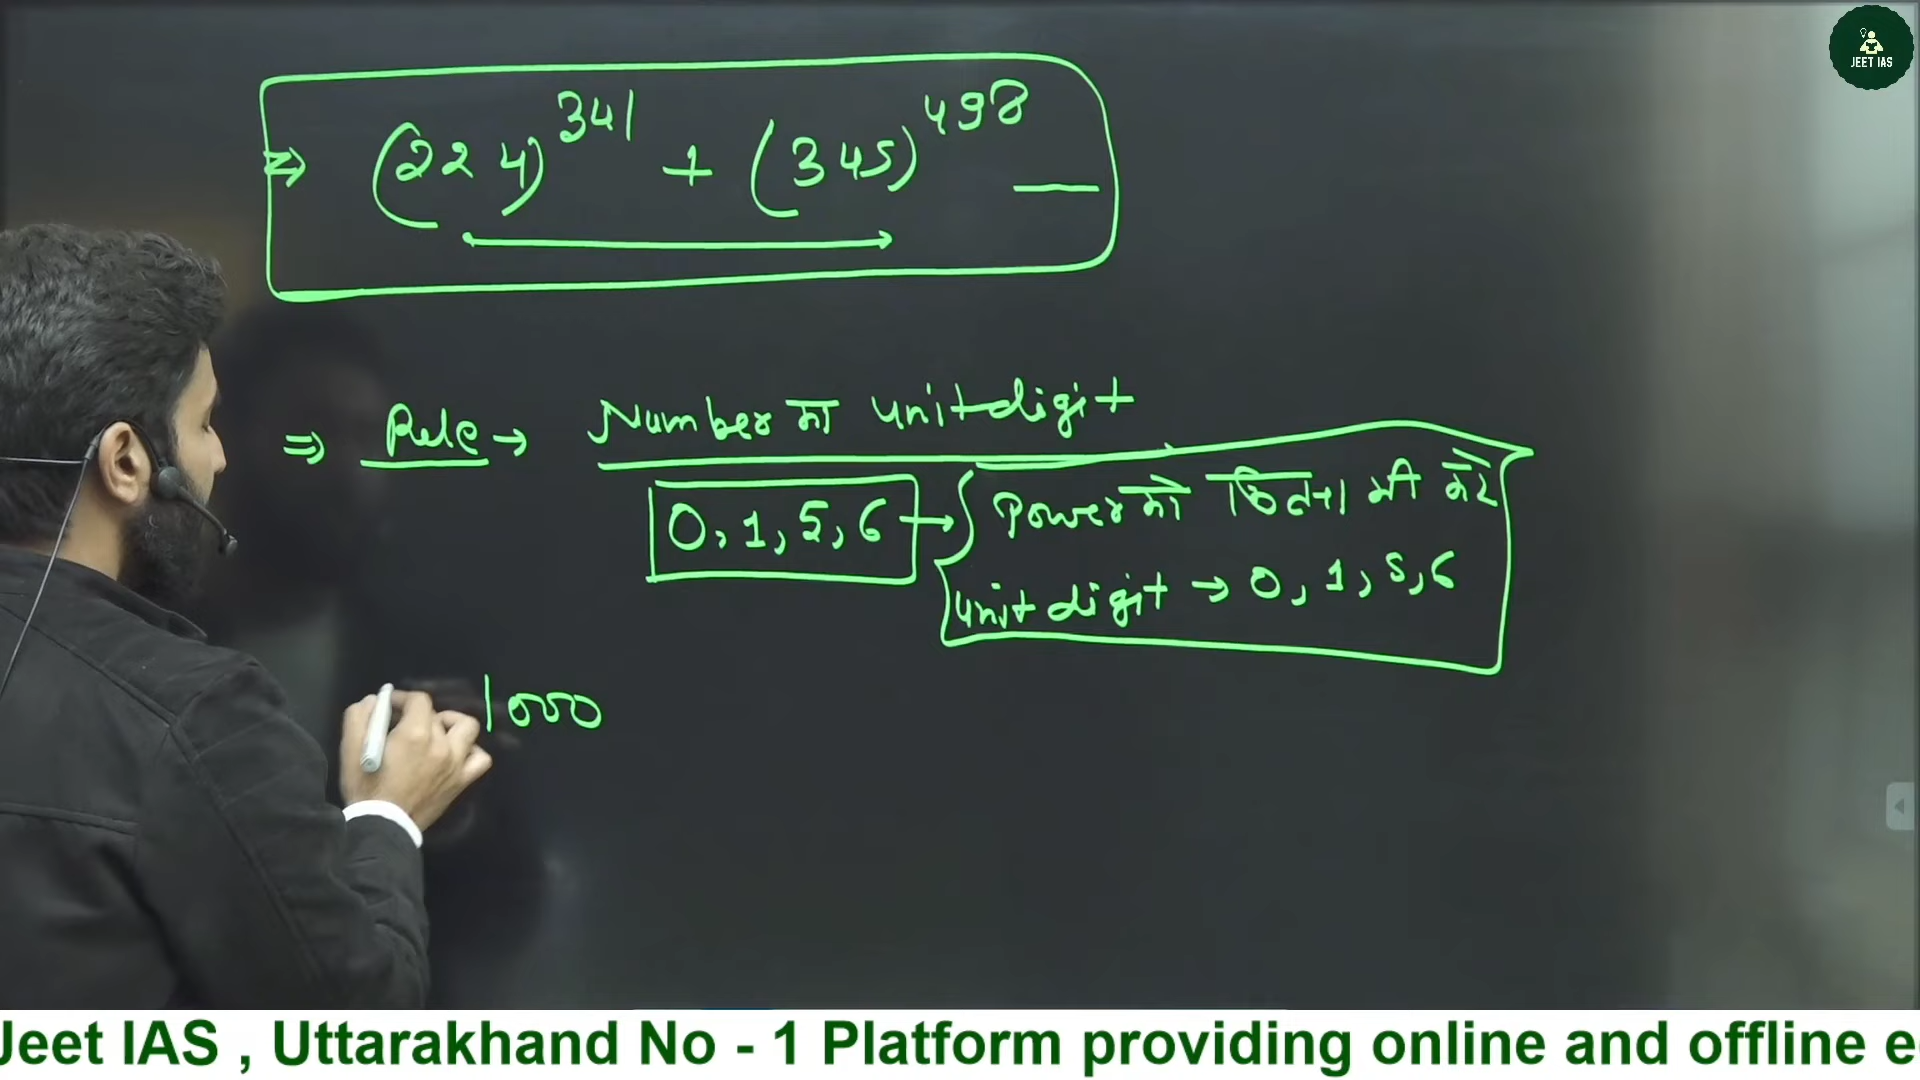 ⇒ (224)^341 + (345)^498 __
⇒ Rule → Number का unit digit
0, 1, 5, 6 → Power को कितना भी करें
unit digit → 0, 1, 5, 6
1000
JEET IAS
Jeet IAS , Uttarakhand No - 1 Platform providing online and offline e